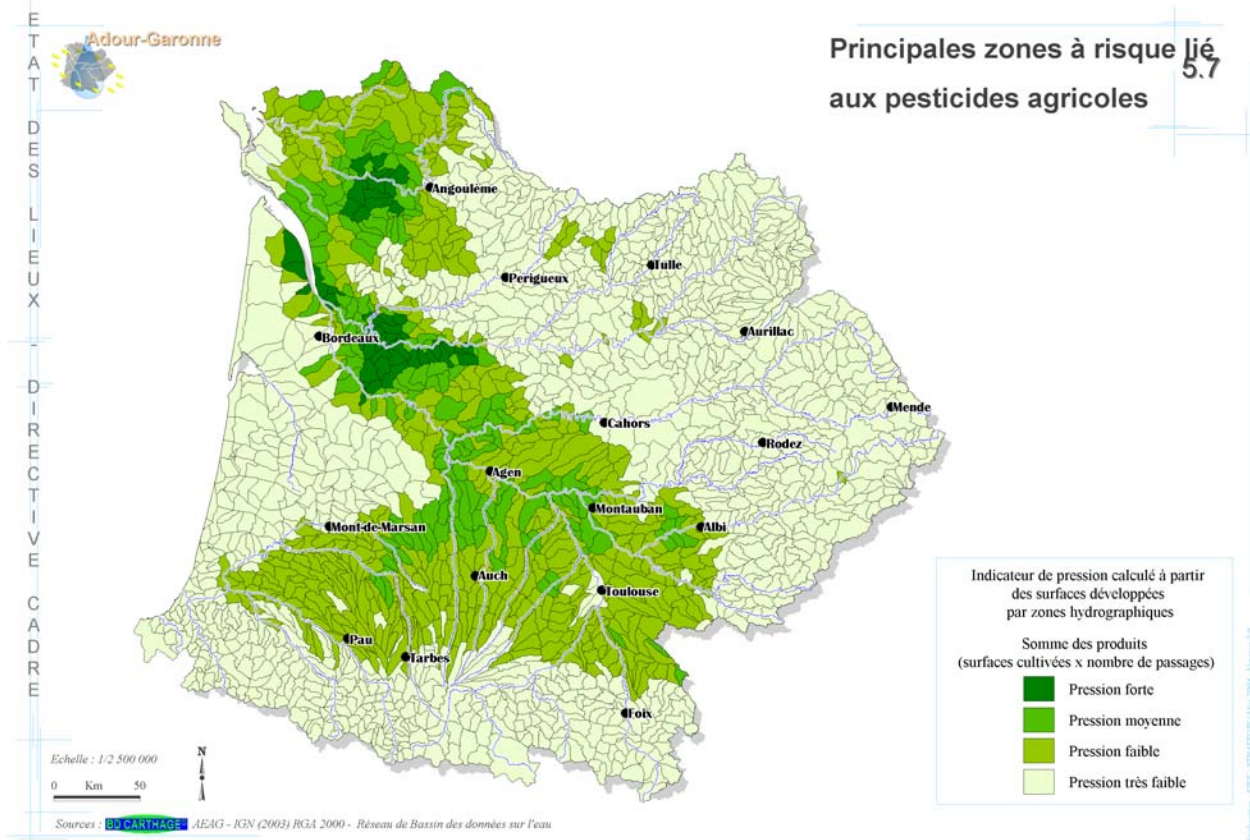 ETAT DES LIEUX - DIRECTIVE CADRE
Adour-Garonne
Principales zones à risque lié
5.7
aux pesticides agricoles
Angoulême
Perigueux
Tulle
Bordeaux
Aurillac
Mende
Cahors
Rodez
Agen
Montauban
Mont-de-Marsan
Albi
Auch
Toulouse
Pau
Tarbes
Foix
Indicateur de pression calculé à partir
des surfaces développées
par zones hydrographiques
Somme des produits
(surfaces cultivées x nombre de passages)
Pression forte
Pression moyenne
Pression faible
Pression très faible
Echelle : 1/2 500 000
N
0 Km 50
Sources : BD CARTHAGE AEAG - IGN (2003) RGA 2000 - Réseau de Bassin des données sur l'eau